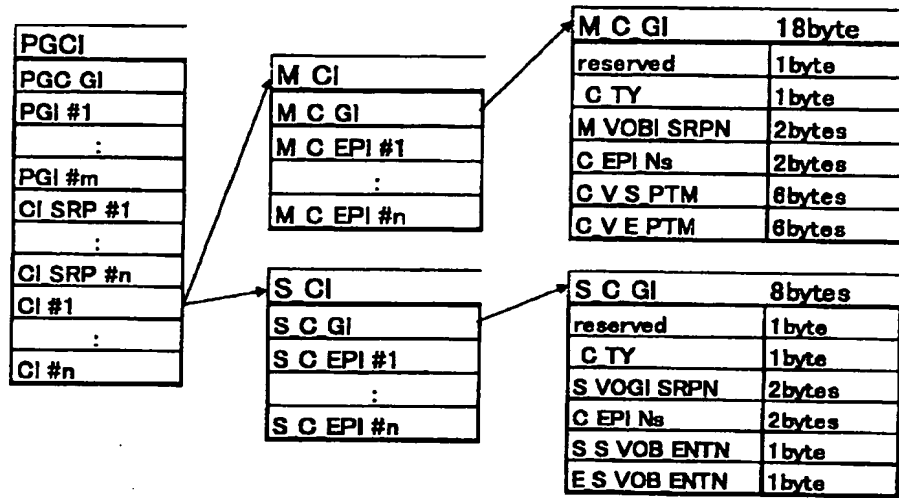 PGCI
PGC GI
PGI #1
:
PGI #m
CI SRP #1
:
CI SRP #n
CI #1
:
CI #n
M CI
M C GI
M C EPI #1
:
M C EPI #n
S CI
S C GI
S C EPI #1
:
S C EPI #n
M C GI 18byte
reserved 1byte
C TY 1byte
M VOBI SRPN 2bytes
C EPI Ns 2bytes
C V S PTM 6bytes
C V E PTM 6bytes
S C GI 8bytes
reserved 1byte
C TY 1byte
S VOGI SRPN 2bytes
C EPI Ns 2bytes
S S VOB ENTN 1byte
E S VOB ENTN 1byte